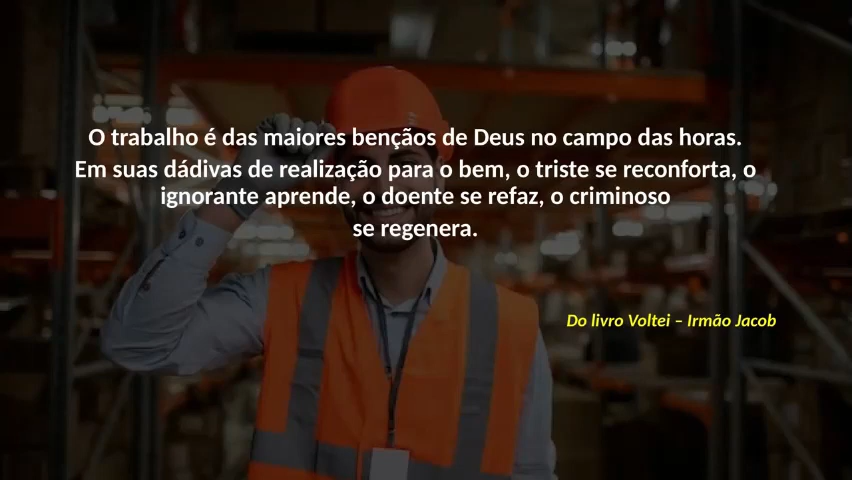 O trabalho é das maiores bençãos de Deus no campo das horas.
Em suas dádivas de realização para o bem, o triste se reconforta, o
ignorante aprende, o doente se refaz, o criminoso
se regenera.
Do livro Voltei – Irmão Jacob